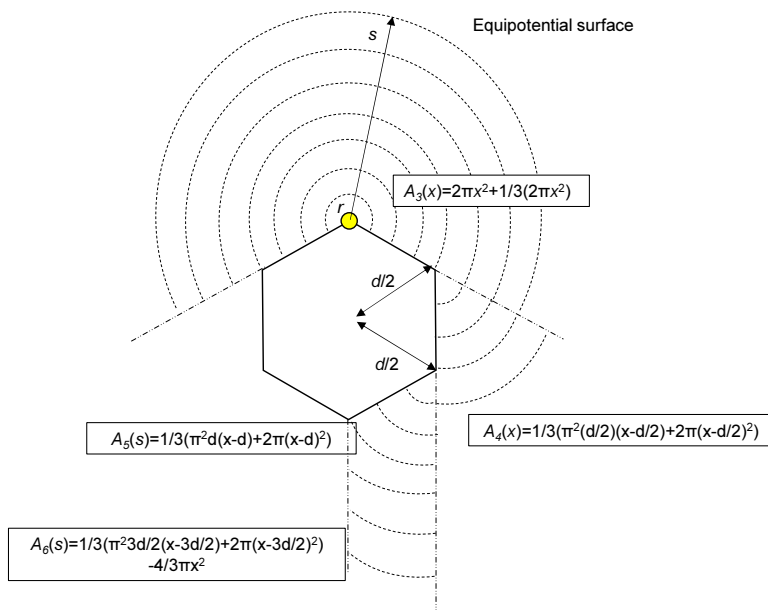 Equipotential surface
s
r
A₃(x)=2πx²+1/3(2πx²)
d/2
d/2
A₅(s)=1/3(π²d(x-d)+2π(x-d)²)
A₄(x)=1/3(π²(d/2)(x-d/2)+2π(x-d/2)²)
A₆(s)=1/3(π²3d/2(x-3d/2)+2π(x-3d/2)²)
-4/3πx²